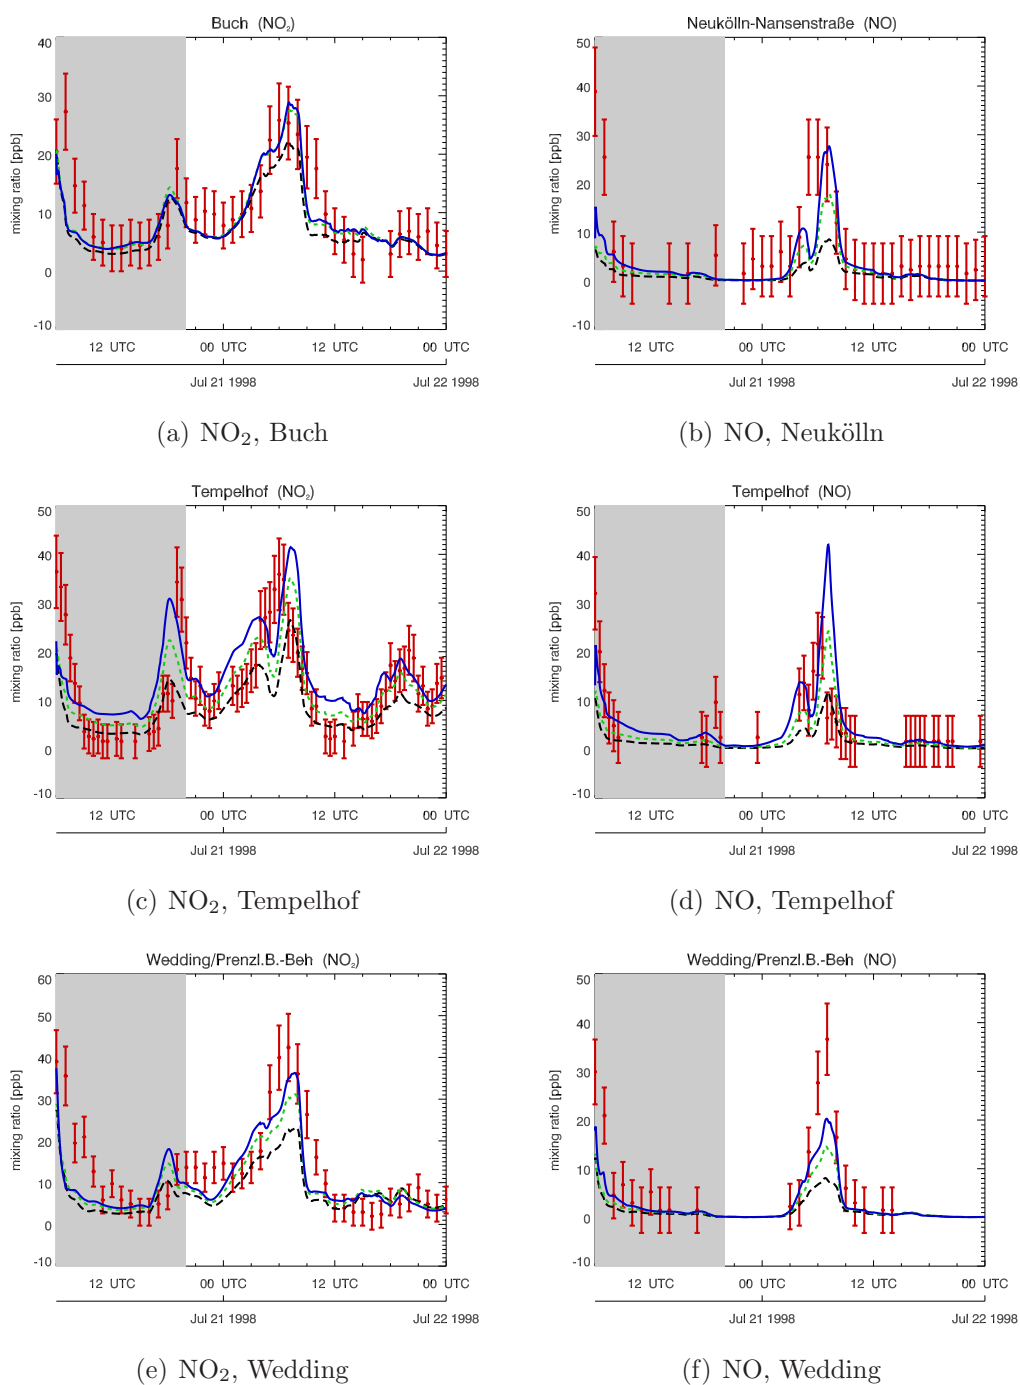 Buch (NO₂)
40
30
20
10
0
-10
mixing ratio [ppb]
12 UTC
00 UTC
12 UTC
00 UTC
Jul 21 1998
Jul 22 1998
(a) NO₂, Buch
Neukölln-Nansenstraße (NO)
50
40
30
20
10
0
-10
mixing ratio [ppb]
12 UTC
00 UTC
12 UTC
00 UTC
Jul 21 1998
Jul 22 1998
(b) NO, Neukölln
Tempelhof (NO₂)
50
40
30
20
10
0
-10
mixing ratio [ppb]
12 UTC
00 UTC
12 UTC
00 UTC
Jul 21 1998
Jul 22 1998
(c) NO₂, Tempelhof
Tempelhof (NO)
50
40
30
20
10
0
-10
mixing ratio [ppb]
12 UTC
00 UTC
12 UTC
00 UTC
Jul 21 1998
Jul 22 1998
(d) NO, Tempelhof
Wedding/Prenzl.B.-Beh (NO₂)
60
50
40
30
20
10
0
-10
mixing ratio [ppb]
12 UTC
00 UTC
12 UTC
00 UTC
Jul 21 1998
Jul 22 1998
(e) NO₂, Wedding
Wedding/Prenzl.B.-Beh (NO)
50
40
30
20
10
0
-10
mixing ratio [ppb]
12 UTC
00 UTC
12 UTC
00 UTC
Jul 21 1998
Jul 22 1998
(f) NO, Wedding